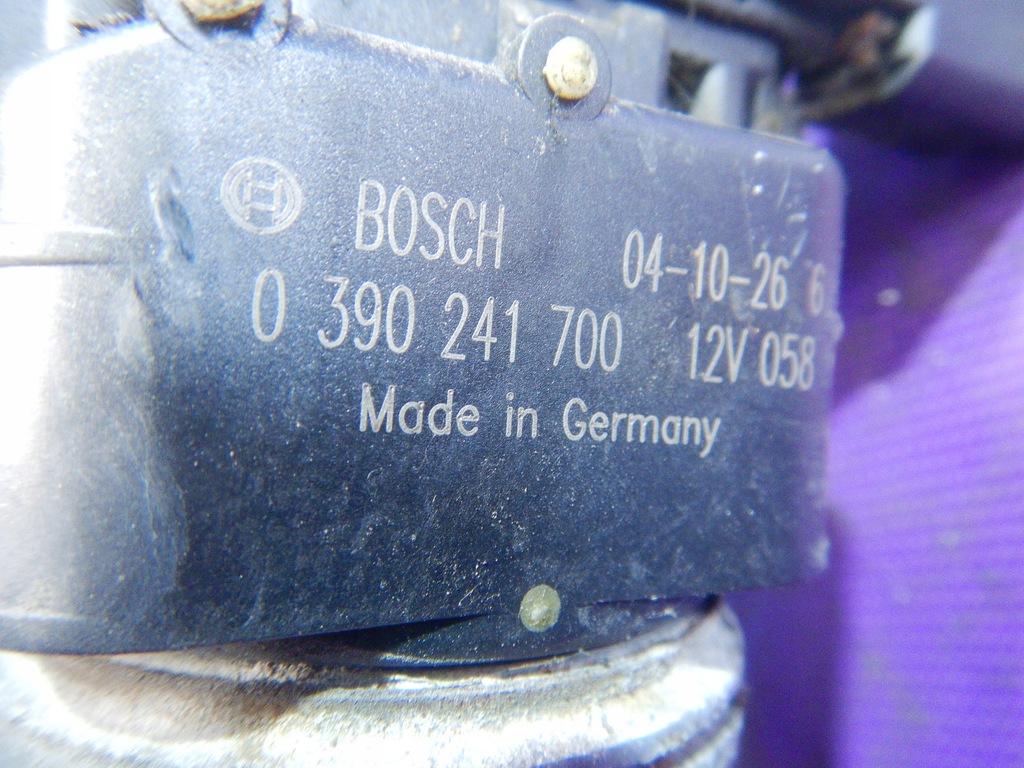 BOSCH 04-10-26 6
0 390 241 700 12V 058
Made in Germany